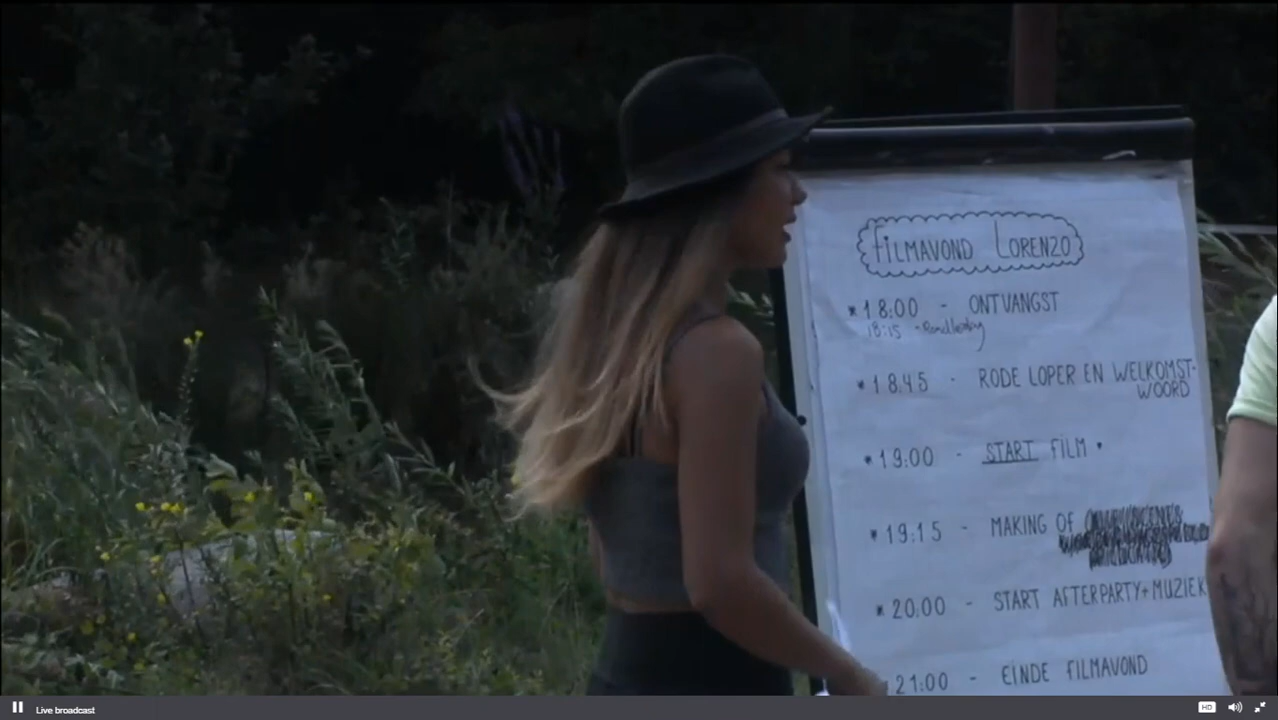 FILMAVOND LORENZO
* 18:00 - ONTVANGST
18:15 -
* 18.45 - RODE LOPER EN WELKOMST-
WOORD
* 19:00 - START FILM *
* 19:15 - MAKING OF
* 20.00 - START AFTERPARTY + MUZIEK
21:00 - EINDE FILMAVOND
Live broadcast
HD